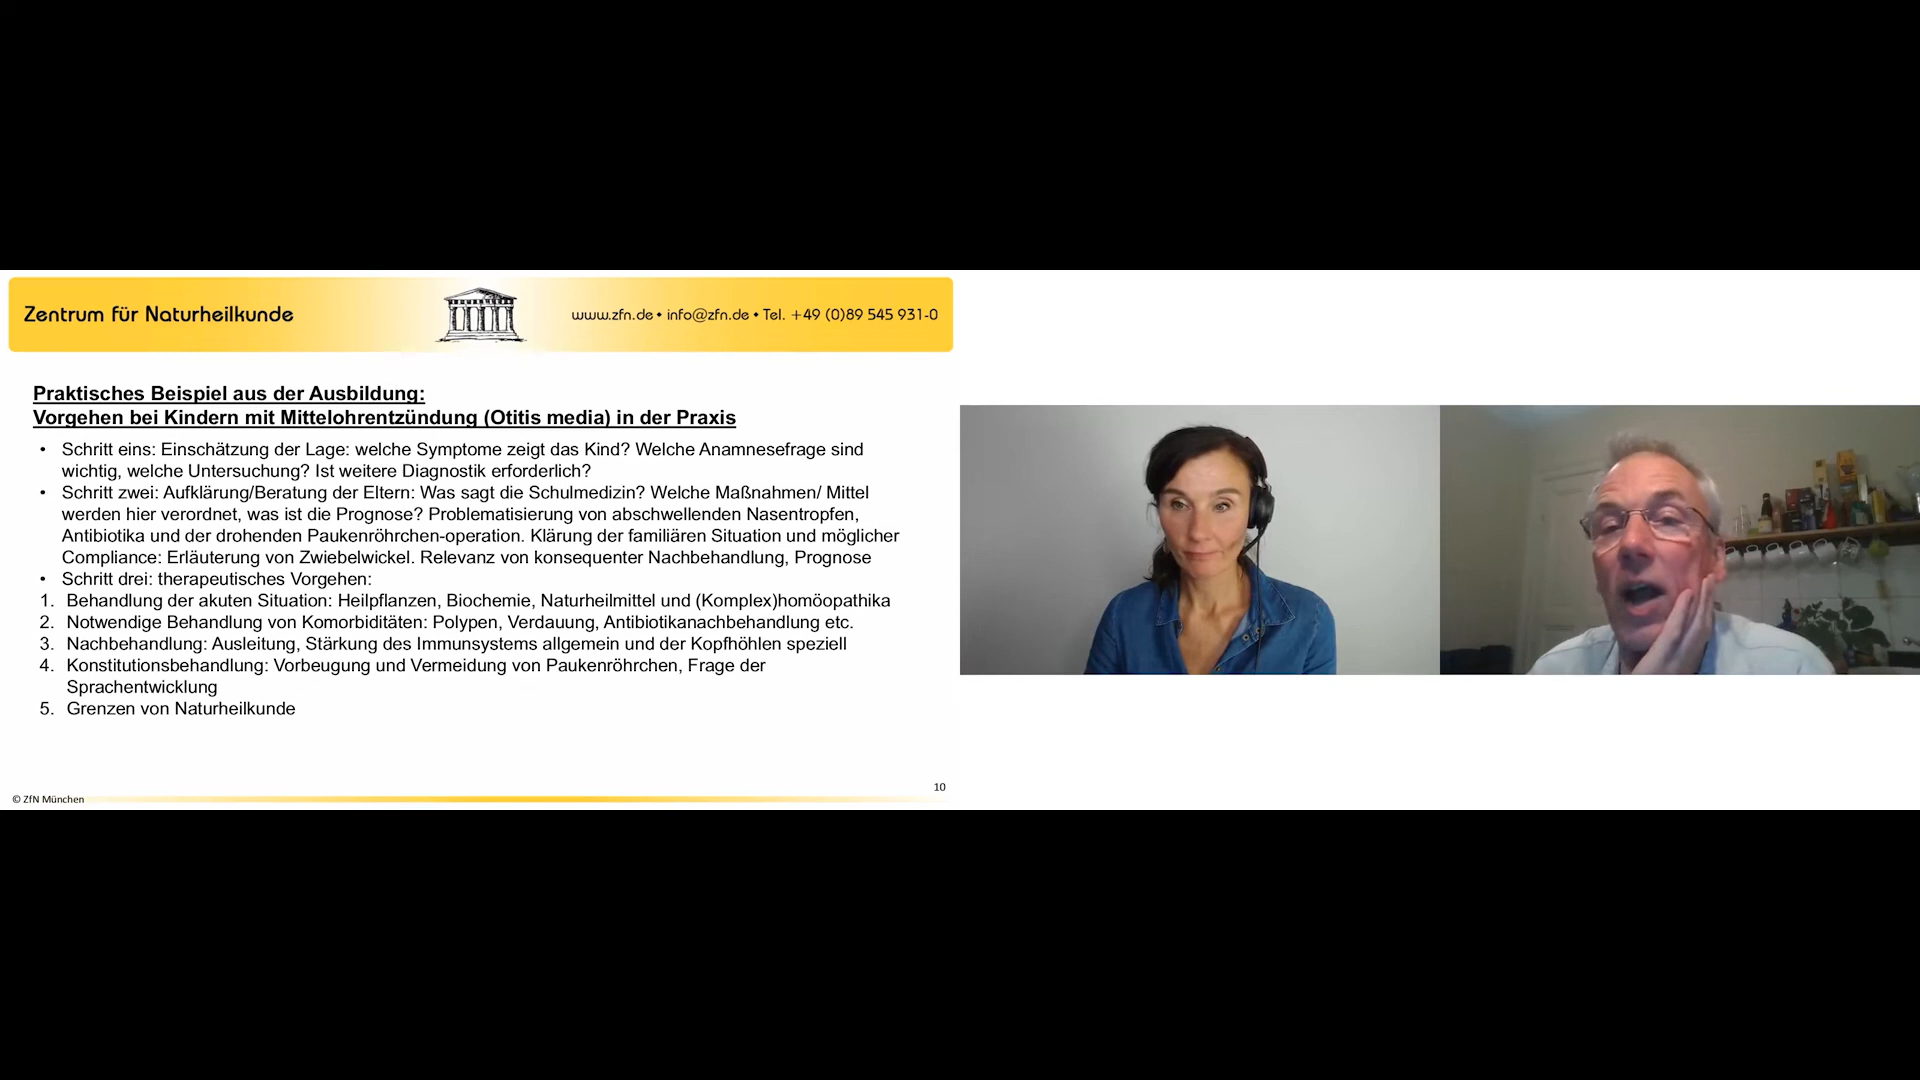 Zentrum für Naturheilkunde
www.zfn.de • info@zfn.de • Tel. +49 (0)89 545 931-0
Praktisches Beispiel aus der Ausbildung:
Vorgehen bei Kindern mit Mittelohrentzündung (Otitis media) in der Praxis
• Schritt eins: Einschätzung der Lage: welche Symptome zeigt das Kind? Welche Anamnesefrage sind
wichtig, welche Untersuchung? Ist weitere Diagnostik erforderlich?
• Schritt zwei: Aufklärung/Beratung der Eltern: Was sagt die Schulmedizin? Welche Maßnahmen/ Mittel
werden hier verordnet, was ist die Prognose? Problematisierung von abschwellenden Nasentropfen,
Antibiotika und der drohenden Paukenröhrchen-operation. Klärung der familiären Situation und möglicher
Compliance: Erläuterung von Zwiebelwickel. Relevanz von konsequenter Nachbehandlung, Prognose
• Schritt drei: therapeutisches Vorgehen:
1. Behandlung der akuten Situation: Heilpflanzen, Biochemie, Naturheilmittel und (Komplex)homöopathika
2. Notwendige Behandlung von Komorbiditäten: Polypen, Verdauung, Antibiotikanachbehandlung etc.
3. Nachbehandlung: Ausleitung, Stärkung des Immunsystems allgemein und der Kopfhöhlen speziell
4. Konstitutionsbehandlung: Vorbeugung und Vermeidung von Paukenröhrchen, Frage der
Sprachentwicklung
5. Grenzen von Naturheilkunde
10
© ZfN München